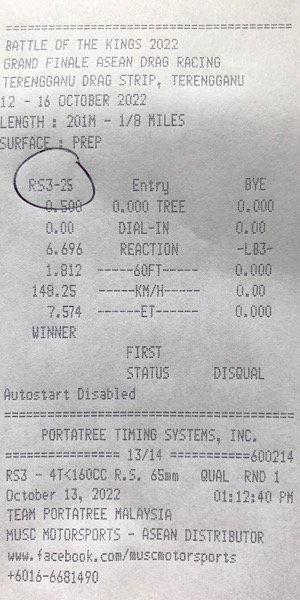 ================================
BATTLE OF THE KINGS 2022
GRAND FINALE ASEAN DRAG RACING
TERENGGANU DRAG STRIP, TERENGGANU
12 - 16 OCTOBER 2022
LENGTH : 201M - 1/8 MILES
SURFACE : PREP
RS3-25 Entry BYE
0.500 0.000 TREE 0.000
0.00 DIAL-IN 0.00
6.696 REACTION -LB3-
1.812 ------60FT----- 0.000
148.25 -----KM/H------ 0.00
7.574 ------ET------- 0.000
WINNER
FIRST
STATUS DISQUAL
Autostart Disabled
================================
PORTATREE TIMING SYSTEMS, INC.
================ 13/14 ===========600214
RS3 - 4T<160CC R.S. 65mm QUAL RND 1
October 13, 2022 01:12:40 PM
TEAM PORTATREE MALAYSIA
MUSC MOTORSPORTS - ASEAN DISTRIBUTOR
www.facebook.com/muscmotorsports
+6016-6681490